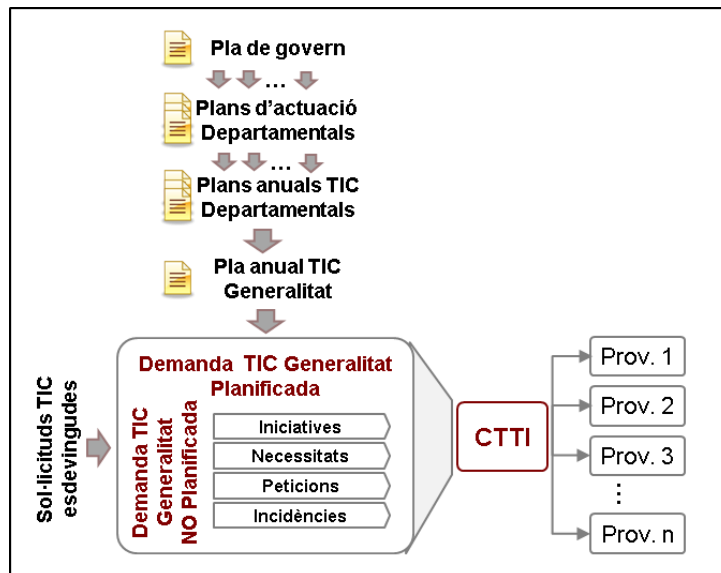 Pla de govern
...
Plans d'actuació
Departamentals
...
Plans anuals TIC
Departamentals
Pla anual TIC
Generalitat
Sol·licituds TIC
esdevingudes
Demanda TIC Generalitat
Planificada
Demanda TIC
Generalitat
NO Planificada
Iniciatives
Necessitats
Peticions
Incidències
CTTI
Prov. 1
Prov. 2
Prov. 3
...
Prov. n